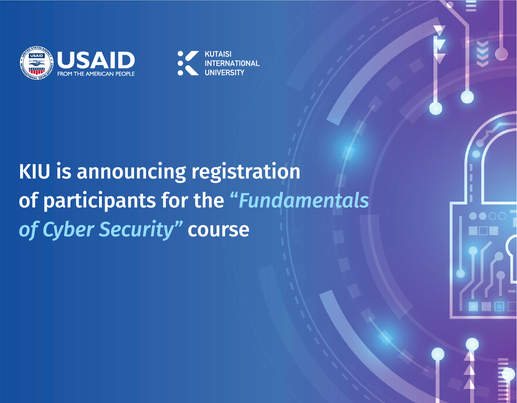 USAID
USAID
FROM THE AMERICAN PEOPLE
KUTAISI
INTERNATIONAL
UNIVERSITY
KIU is announcing registration
of participants for the “Fundamentals
of Cyber Security” course